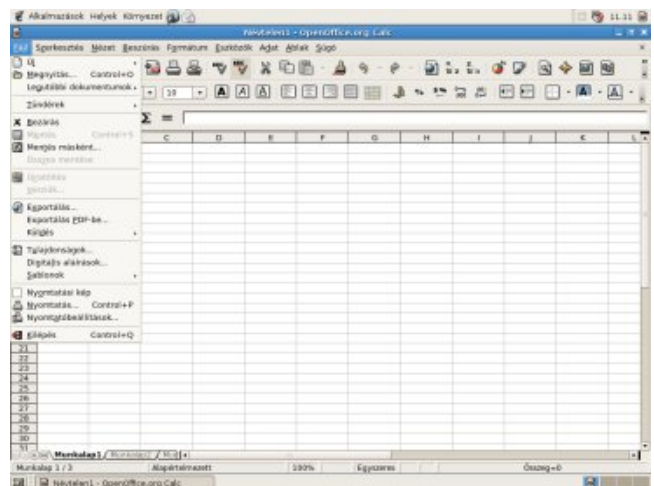 Alkalmazások Helyek Környezet 11.11
Névtelen1 - OpenOffice.org Calc
Fájl Szerkesztés Nézet Beszúrás Formátum Eszközök Adat Ablak Súgó
Új
Megnyitás... Control+O
Legutóbbi dokumentumok
Tündérek
Bezárás
Mentés Control+S
Mentés másként...
Összes mentése
Újratöltés
Verziók...
Exportálás...
Exportálás PDF-be...
Küldés
Tulajdonságok...
Digitális aláírások...
Sablonok
Nyomtatási kép
Nyomtatás... Control+P
Nyomtatóbeállítások...
Kilépés Control+Q
10
Σ =
C D E F G H I J K L
21
22
23
24
25
26
27
28
29
30
31
Munkalap1 Munkalap2
Munkalap 1 / 3 Alapértelmezett 100% Egyszeres Összeg=0
Névtelen1 - OpenOffice.org Calc